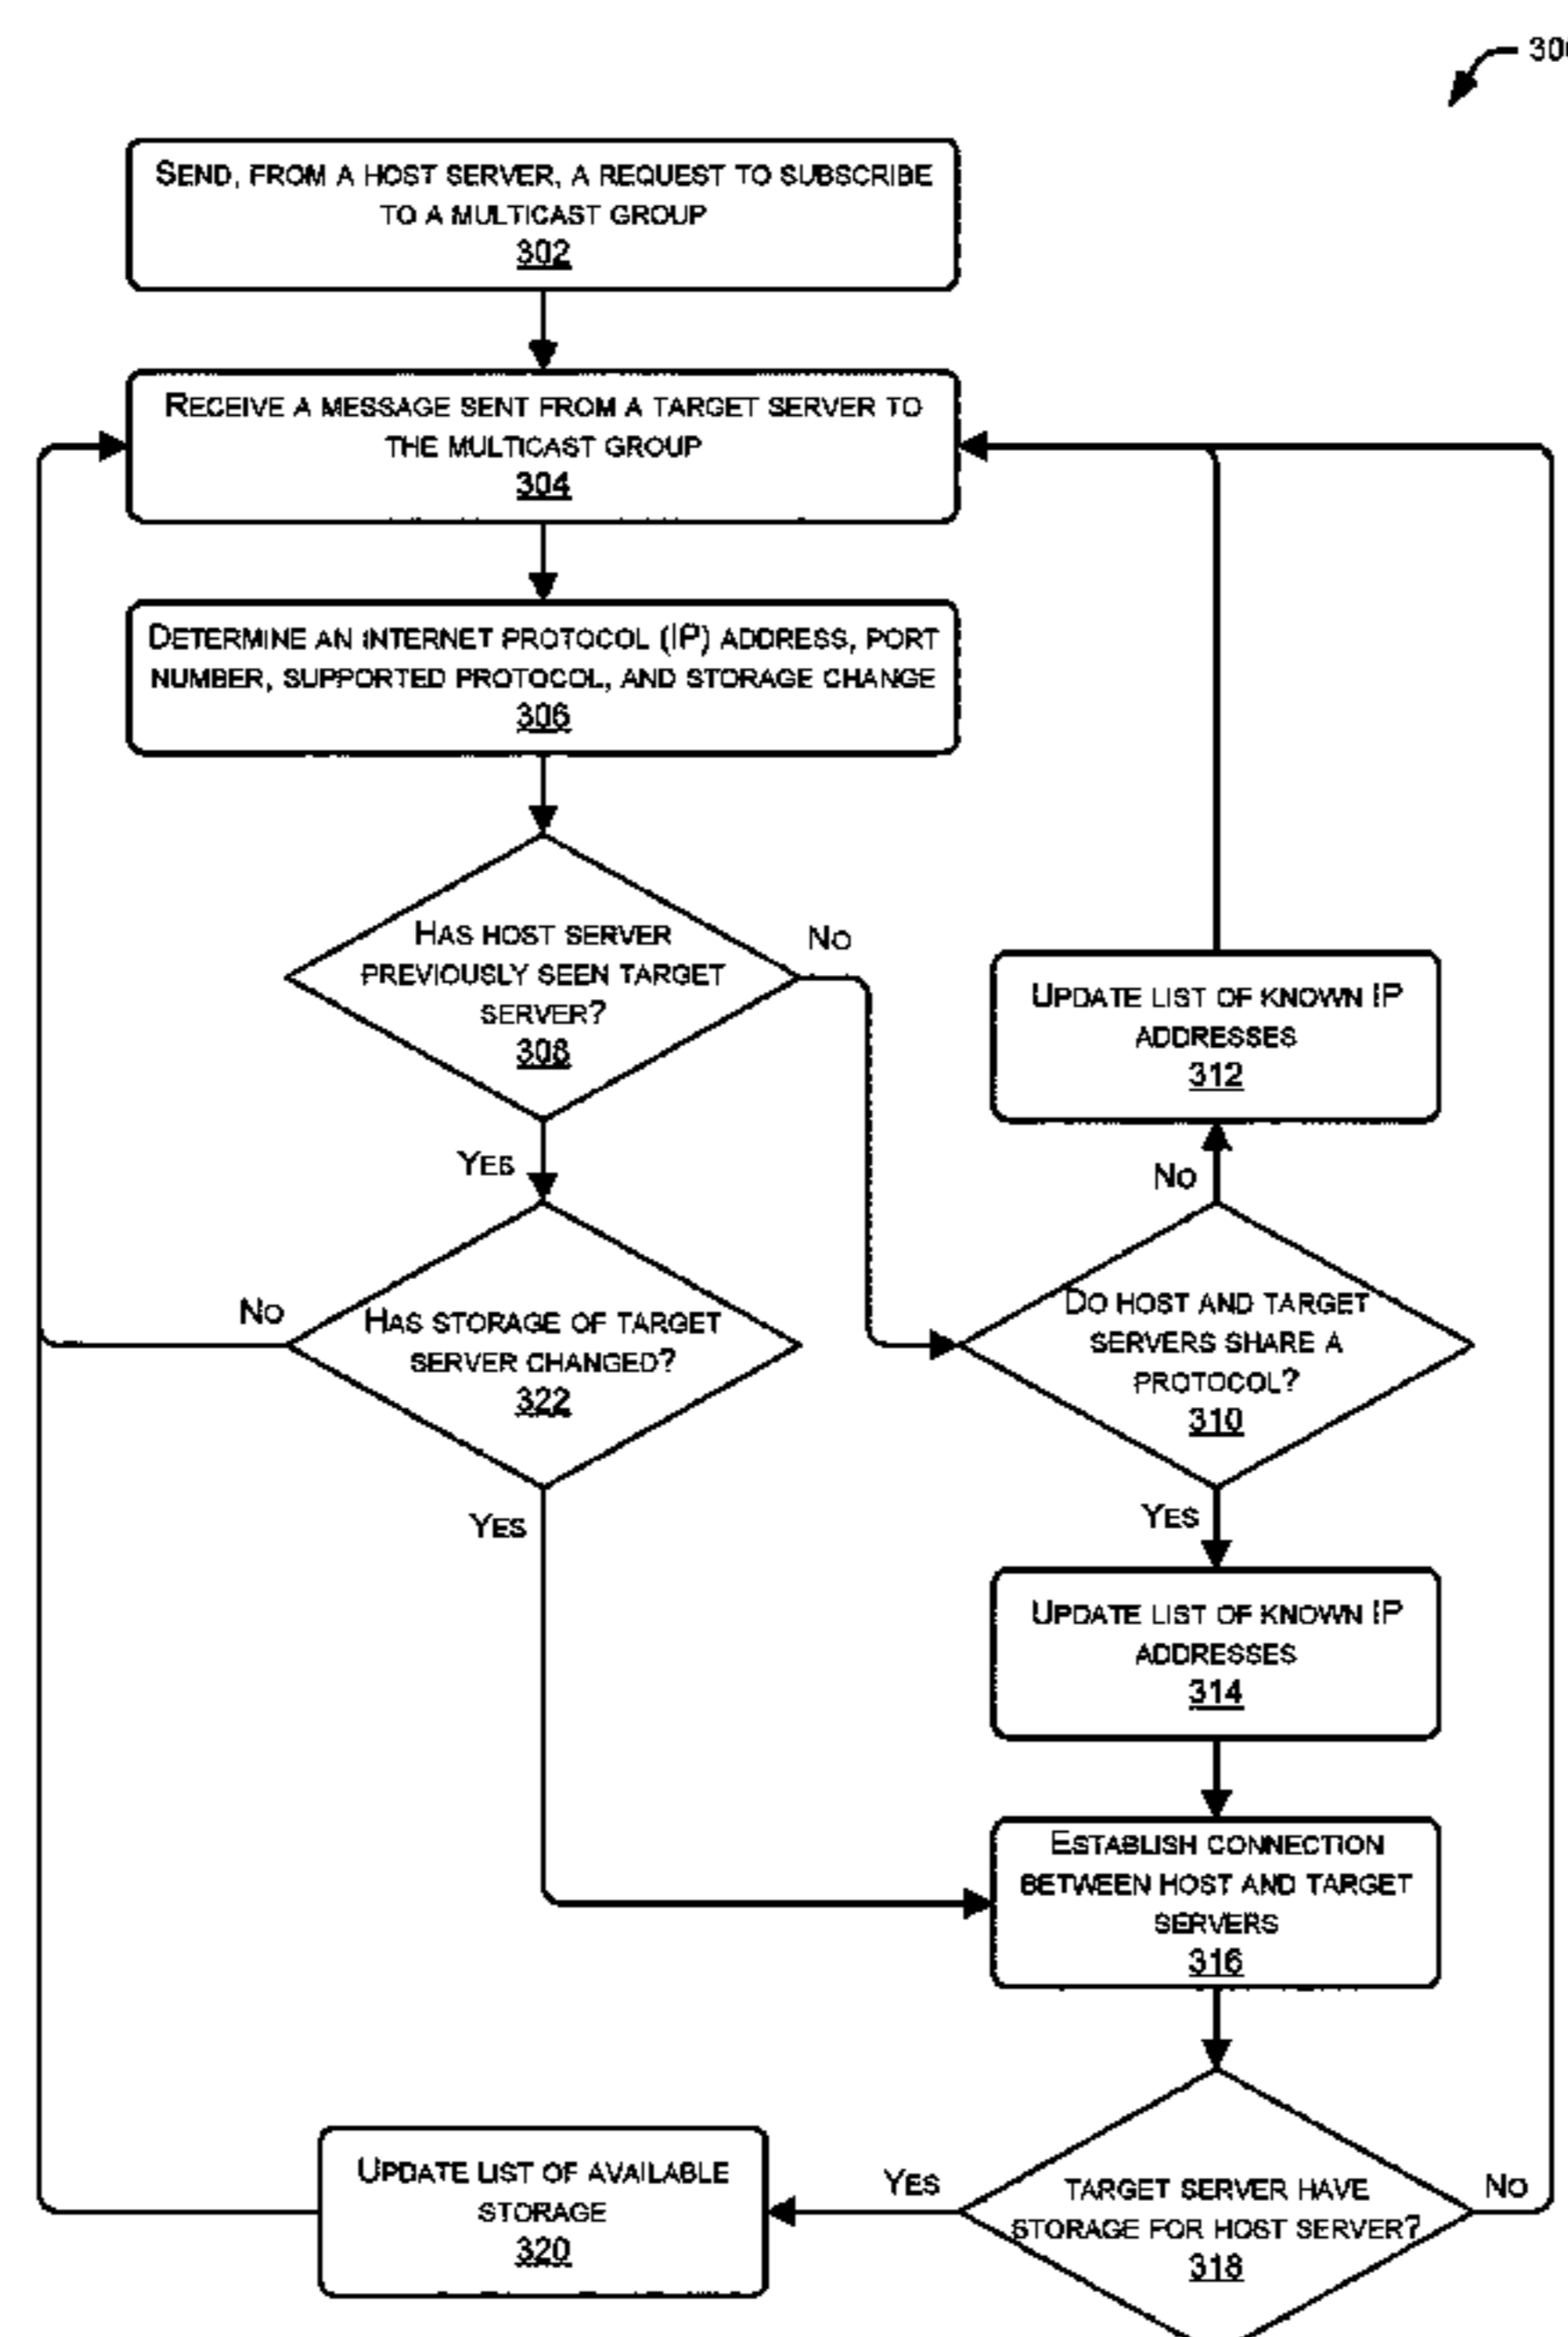 300
SEND, FROM A HOST SERVER, A REQUEST TO SUBSCRIBE
TO A MULTICAST GROUP
302
RECEIVE A MESSAGE SENT FROM A TARGET SERVER TO
THE MULTICAST GROUP
304
DETERMINE AN INTERNET PROTOCOL (IP) ADDRESS, PORT
NUMBER, SUPPORTED PROTOCOL, AND STORAGE CHANGE
306
HAS HOST SERVER
PREVIOUSLY SEEN TARGET
SERVER?
308
NO
UPDATE LIST OF KNOWN IP
ADDRESSES
312
YES
NO
NO
HAS STORAGE OF TARGET
SERVER CHANGED?
322
DO HOST AND TARGET
SERVERS SHARE A
PROTOCOL?
310
YES
YES
UPDATE LIST OF KNOWN IP
ADDRESSES
314
ESTABLISH CONNECTION
BETWEEN HOST AND TARGET
SERVERS
316
UPDATE LIST OF AVAILABLE
STORAGE
320
YES
TARGET SERVER HAVE
STORAGE FOR HOST SERVER?
318
NO